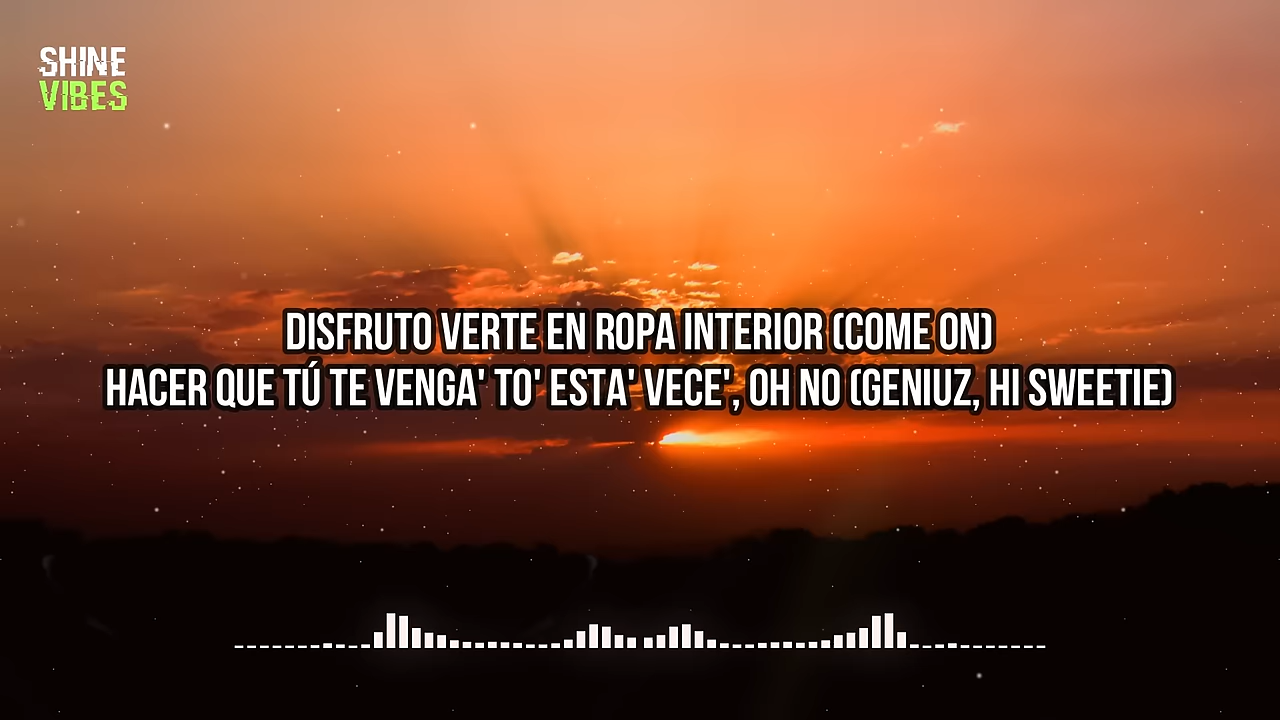 SHINE
VIBES
DISFRUTO VERTE EN ROPA INTERIOR (COME ON)
HACER QUE TÚ TE VENGA' TO' ESTA' VECE', OH NO (GENIUZ, HI SWEETIE)